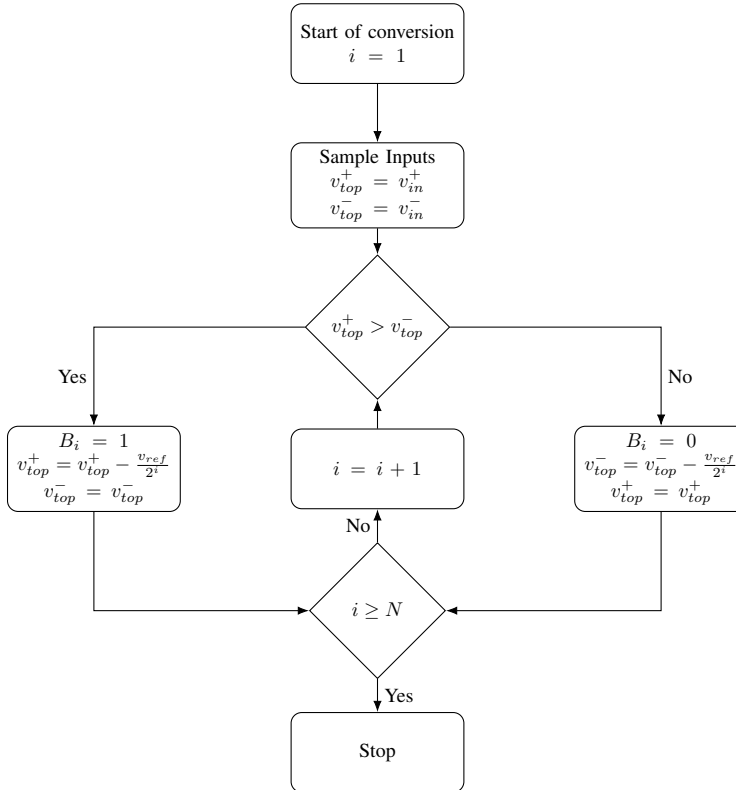 Start of conversion
i = 1
Sample Inputs
v_{top}^+ = v_{in}^+
v_{top}^- = v_{in}^-
v_{top}^+ > v_{top}^-
Yes
No
B_i = 1
v_{top}^+ = v_{top}^+ - \frac{v_{ref}}{2^i}
v_{top}^- = v_{top}^-
i = i + 1
B_i = 0
v_{top}^- = v_{top}^- - \frac{v_{ref}}{2^i}
v_{top}^+ = v_{top}^+
No
i ≥ N
Yes
Stop